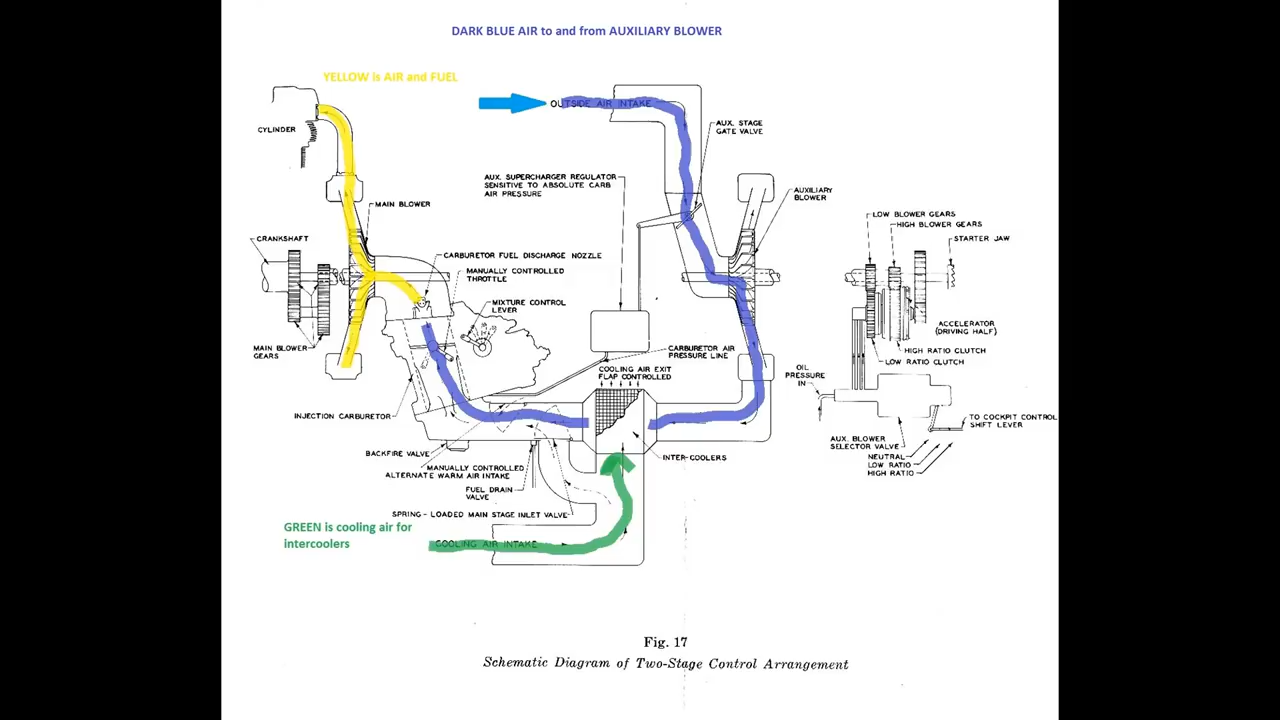 DARK BLUE AIR to and from AUXILIARY BLOWER
YELLOW is AIR and FUEL
OUTSIDE AIR INTAKE
CYLINDER
AUX. STAGE
GATE VALVE
AUX. SUPERCHARGER REGULATOR
SENSITIVE TO ABSOLUTE CARB
AIR PRESSURE
AUXILIARY
BLOWER
MAIN BLOWER
LOW BLOWER GEARS
HIGH BLOWER GEARS
STARTER JAW
CRANKSHAFT
CARBURETOR FUEL DISCHARGE NOZZLE
MANUALLY CONTROLLED
THROTTLE
MIXTURE CONTROL
LEVER
MAIN BLOWER
GEARS
ACCELERATOR
(DRIVING HALF)
HIGH RATIO CLUTCH
LOW RATIO CLUTCH
CARBURETOR AIR
PRESSURE LINE
COOLING AIR EXIT
FLAP CONTROLLED
OIL
PRESSURE
IN
INJECTION CARBURETOR
TO COCKPIT CONTROL
SHIFT LEVER
AUX. BLOWER
SELECTOR VALVE
NEUTRAL
LOW RATIO
HIGH RATIO
BACKFIRE VALVE
INTER-COOLERS
MANUALLY CONTROLLED
ALTERNATE WARM AIR INTAKE
FUEL DRAIN
VALVE
SPRING-LOADED MAIN STAGE INLET VALVE
GREEN is cooling air for
intercoolers
COOLING AIR INTAKE
Fig. 17
Schematic Diagram of Two-Stage Control Arrangement